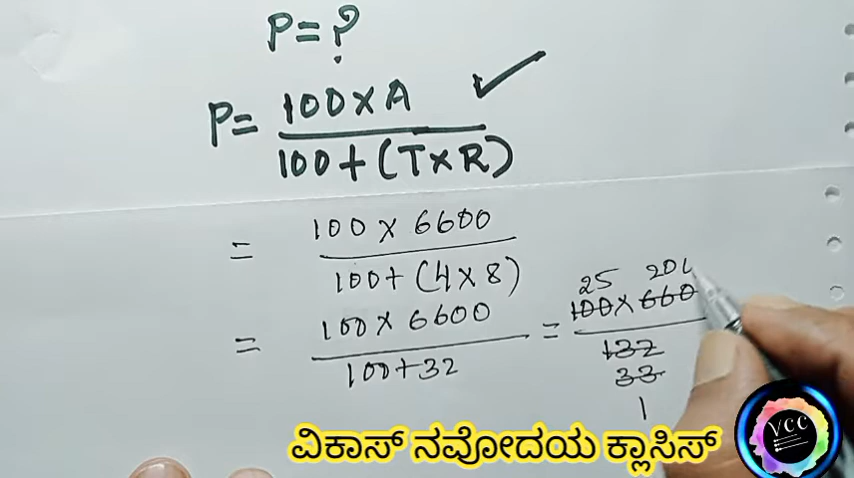 P = ?
P = 100 × A ✓
100 + (T × R)
= 100 × 6600
100 + (4 × 8)
25 20
= 100 × 6600 = 100 × 660
100 + 32 132
33
1
ವಿಕಾಸ್ ನವೋದಯ ಕ್ಲಾಸಿಸ್
VCC